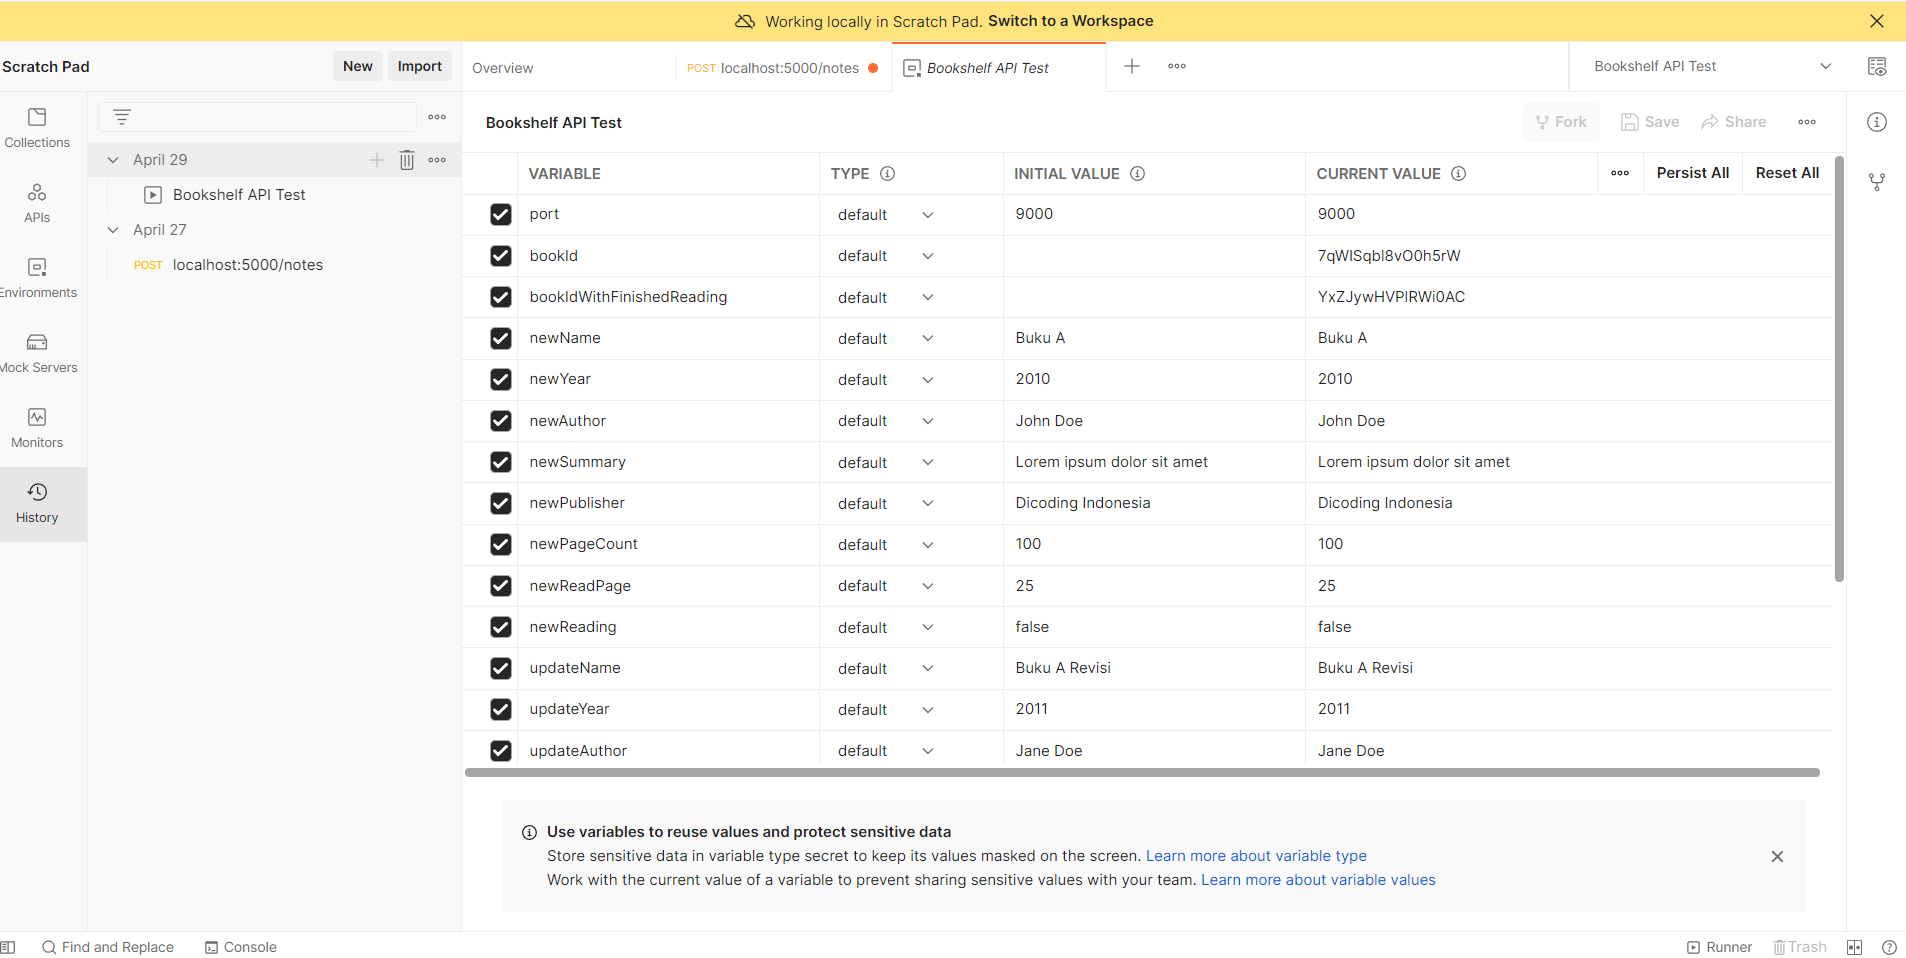 Working locally in Scratch Pad. Switch to a Workspace
Scratch Pad
New
Import
Overview
POST localhost:5000/notes
Bookshelf API Test
Bookshelf API Test
Collections
APIs
Environments
Mock Servers
Monitors
History
April 29
Bookshelf API Test
April 27
POST localhost:5000/notes
Bookshelf API Test
Fork
Save
Share
VARIABLE TYPE INITIAL VALUE CURRENT VALUE Persist All Reset All
port default 9000 9000
bookId default 7qWISqbl8vO0h5rW
bookIdWithFinishedReading default YxZJywHVPlRWi0AC
newName default Buku A Buku A
newYear default 2010 2010
newAuthor default John Doe John Doe
newSummary default Lorem ipsum dolor sit amet Lorem ipsum dolor sit amet
newPublisher default Dicoding Indonesia Dicoding Indonesia
newPageCount default 100 100
newReadPage default 25 25
newReading default false false
updateName default Buku A Revisi Buku A Revisi
updateYear default 2011 2011
updateAuthor default Jane Doe Jane Doe
Use variables to reuse values and protect sensitive data
Store sensitive data in variable type secret to keep its values masked on the screen. Learn more about variable type
Work with the current value of a variable to prevent sharing sensitive values with your team. Learn more about variable values
Find and Replace
Console
Runner
Trash